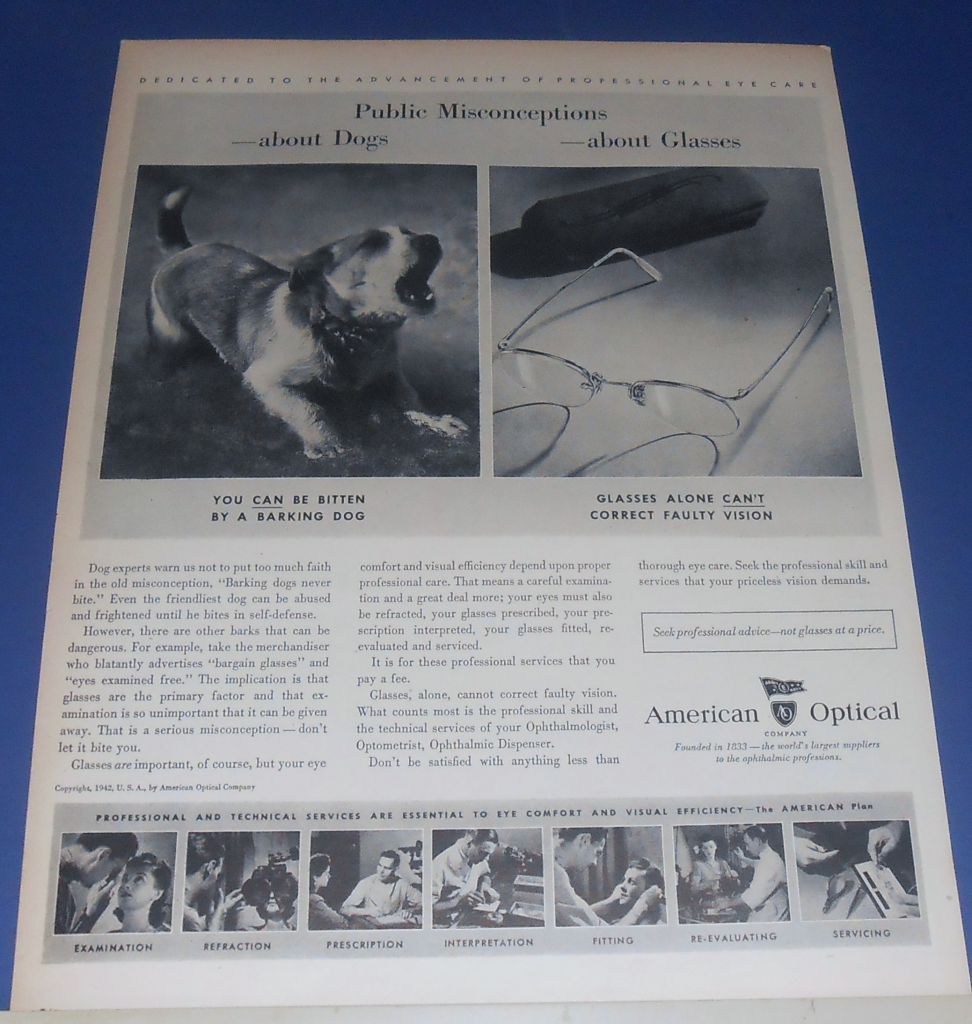 DEDICATED TO THE ADVANCEMENT OF PROFESSIONAL EYE CARE
Public Misconceptions
—about Dogs
—about Glasses
YOU CAN BE BITTEN
BY A BARKING DOG
GLASSES ALONE CAN'T
CORRECT FAULTY VISION
Dog experts warn us not to put too much faith
in the old misconception, "Barking dogs never
bite." Even the friendliest dog can be abused
and frightened until he bites in self-defense.
However, there are other barks that can be
dangerous. For example, take the merchandiser
who blatantly advertises "bargain glasses" and
"eyes examined free." The implication is that
glasses are the primary factor and that ex-
amination is so unimportant that it can be given
away. That is a serious misconception — don't
let it bite you.
Glasses are important, of course, but your eye
comfort and visual efficiency depend upon proper
professional care. That means a careful examina-
tion and a great deal more; your eyes must also
be refracted, your glasses prescribed, your pre-
scription interpreted, your glasses fitted, re-
evaluated and serviced.
It is for these professional services that you
pay a fee.
Glasses, alone, cannot correct faulty vision.
What counts most is the professional skill and
the technical services of your Ophthalmologist,
Optometrist, Ophthalmic Dispenser.
Don't be satisfied with anything less than
thorough eye care. Seek the professional skill and
services that your priceless vision demands.
Seek professional advice—not glasses at a price.
American AO Optical
COMPANY
Founded in 1833 — the world's largest suppliers
to the ophthalmic professions.
Copyright, 1942, U. S. A., by American Optical Company
PROFESSIONAL AND TECHNICAL SERVICES ARE ESSENTIAL TO EYE COMFORT AND VISUAL EFFICIENCY—The AMERICAN Plan
EXAMINATION
REFRACTION
PRESCRIPTION
INTERPRETATION
FITTING
RE-EVALUATING
SERVICING